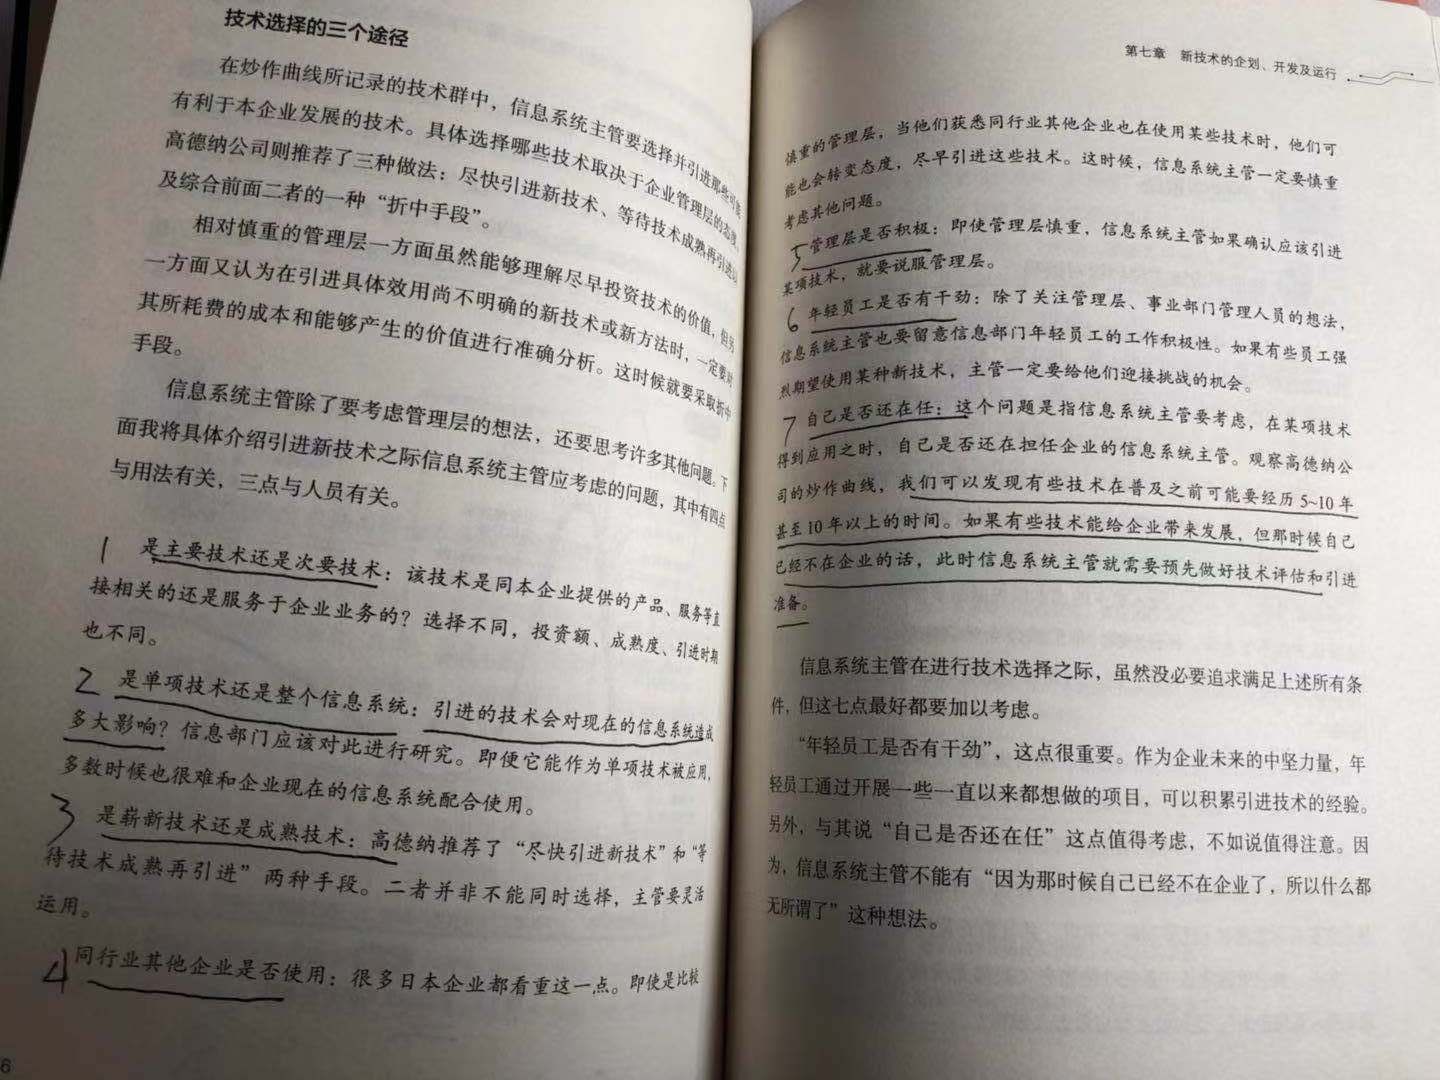 技术选择的三个途径
在炒作曲线所记录的技术群中，信息系统主管要选择并引进那些可能
有利于本企业发展的技术。具体选择哪些技术取决于企业管理层的态度，
高德纳公司则推荐了三种做法：尽快引进新技术、等待技术成熟再引进以
及综合前面二者的一种“折中手段”。
相对慎重的管理层一方面虽然能够理解尽早投资技术的价值，但另
一方面又认为在引进具体效用尚不明确的新技术或新方法时，一定要对
其所耗费的成本和能够产生的价值进行准确分析。这时候就要采取折中
手段。
信息系统主管除了要考虑管理层的想法，还要思考许多其他问题。下
面我将具体介绍引进新技术之际信息系统主管应考虑的问题，其中有四点
与用法有关，三点与人员有关。
1 是主要技术还是次要技术：该技术是同本企业提供的产品、服务等直
接相关的还是服务于企业业务的？选择不同，投资额、成熟度、引进时期
也不同。
2 是单项技术还是整个信息系统：引进的技术会对现在的信息系统造成
多大影响？信息部门应该对此进行研究。即便它能作为单项技术被应用，
多数时候也很难和企业现在的信息系统配合使用。
3 是崭新技术还是成熟技术：高德纳推荐了“尽快引进新技术”和“等
待技术成熟再引进”两种手段。二者并非不能同时选择，主管要灵活
运用。
4 同行业其他企业是否使用：很多日本企业都看重这一点。即使是比较
6
第七章 新技术的企划、开发及运行
慎重的管理层，当他们获悉同行业其他企业也在使用某些技术时，他们可
能也会转变态度，尽早引进这些技术。这时候，信息系统主管一定要慎重
考虑其他问题。
5 管理层是否积极：即使管理层慎重，信息系统主管如果确认应该引进
某项技术，就要说服管理层。
6 年轻员工是否有干劲：除了关注管理层、事业部门管理人员的想法，
信息系统主管也要留意信息部门年轻员工的工作积极性。如果有些员工强
烈期望使用某种新技术，主管一定要给他们迎接挑战的机会。
7 自己是否还在任：这个问题是指信息系统主管要考虑，在某项技术
得到应用之时，自己是否还在担任企业的信息系统主管。观察高德纳公
司的炒作曲线，我们可以发现有些技术在普及之前可能要经历 5~10 年
甚至 10 年以上的时间。如果有些技术能给企业带来发展，但那时候自己
已经不在企业的话，此时信息系统主管就需要预先做好技术评估和引进
准备。
信息系统主管在进行技术选择之际，虽然没必要追求满足上述所有条
件，但这七点最好都要加以考虑。
“年轻员工是否有干劲”，这点很重要。作为企业未来的中坚力量，年
轻员工通过开展一些一直以来都想做的项目，可以积累引进技术的经验。
另外，与其说“自己是否还在任”这点值得考虑，不如说值得注意。因
为，信息系统主管不能有“因为那时候自己已经不在企业了，所以什么都
无所谓了”这种想法。